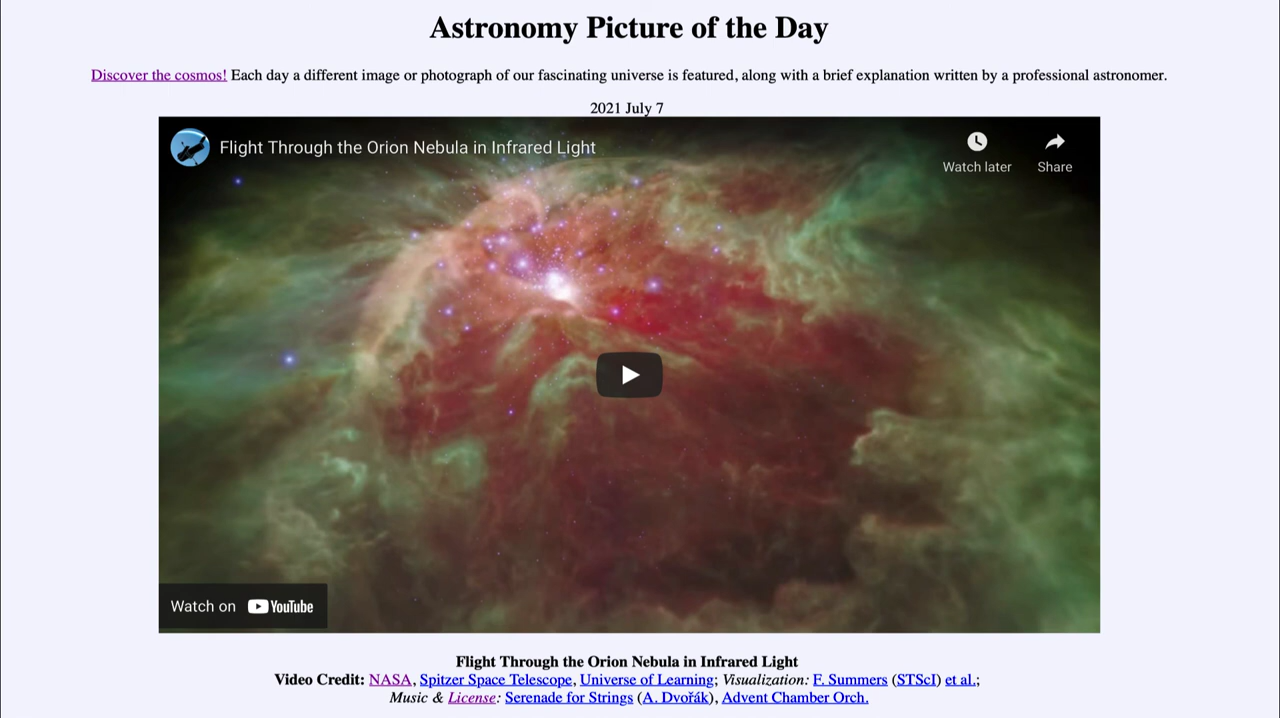 Astronomy Picture of the Day
Discover the cosmos! Each day a different image or photograph of our fascinating universe is featured, along with a brief explanation written by a professional astronomer.
2021 July 7
Flight Through the Orion Nebula in Infrared Light
Watch later
Share
Watch on YouTube
Flight Through the Orion Nebula in Infrared Light
Video Credit: NASA, Spitzer Space Telescope, Universe of Learning; Visualization: F. Summers (STScI) et al.;
Music & License: Serenade for Strings (A. Dvořák), Advent Chamber Orch.